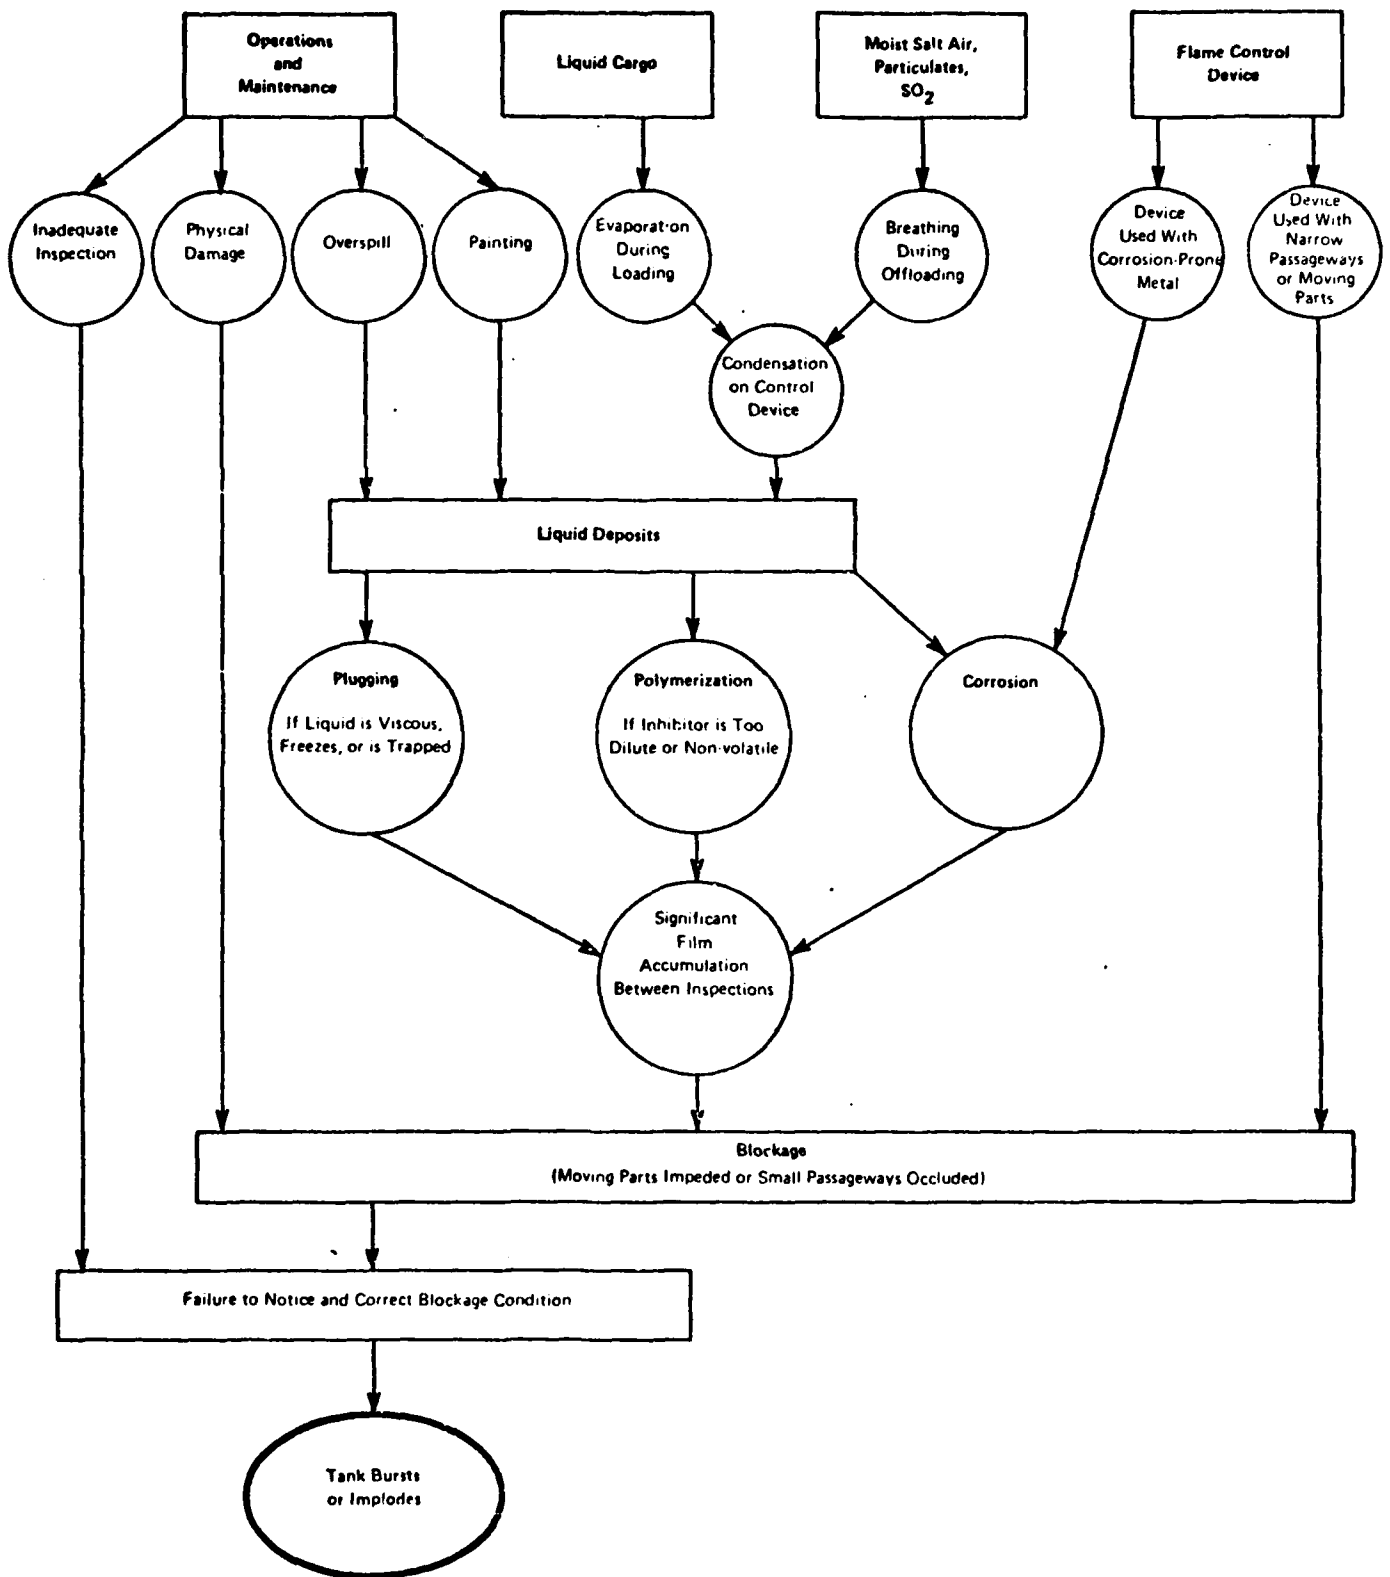 Operations
and
Maintenance
Liquid Cargo
Moist Salt Air,
Particulates,
SO2
Flame Control
Device
Inadequate
Inspection
Physical
Damage
Overspill
Painting
Evaporation
During
Loading
Breathing
During
Offloading
Device
Used With
Corrosion-Prone
Metal
Device
Used With
Narrow
Passageways
or Moving
Parts
Condensation
on Control
Device
Liquid Deposits
Plugging
If Liquid is Viscous,
Freezes, or is Trapped
Polymerization
If Inhibitor is Too
Dilute or Non-volatile
Corrosion
Significant
Film
Accumulation
Between Inspections
Blockage
(Moving Parts Impeded or Small Passageways Occluded)
Failure to Notice and Correct Blockage Condition
Tank Bursts
or Implodes